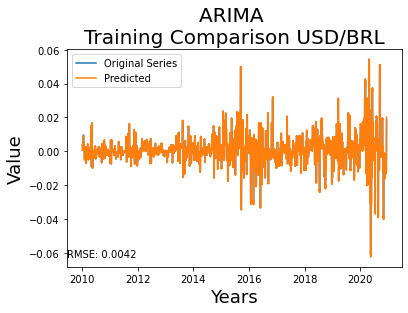 ARIMA
Training Comparison USD/BRL
Original Series
Predicted
Value
0.06
0.04
0.02
0.00
−0.02
−0.04
−0.06
RMSE: 0.0042
2010 2012 2014 2016 2018 2020
Years